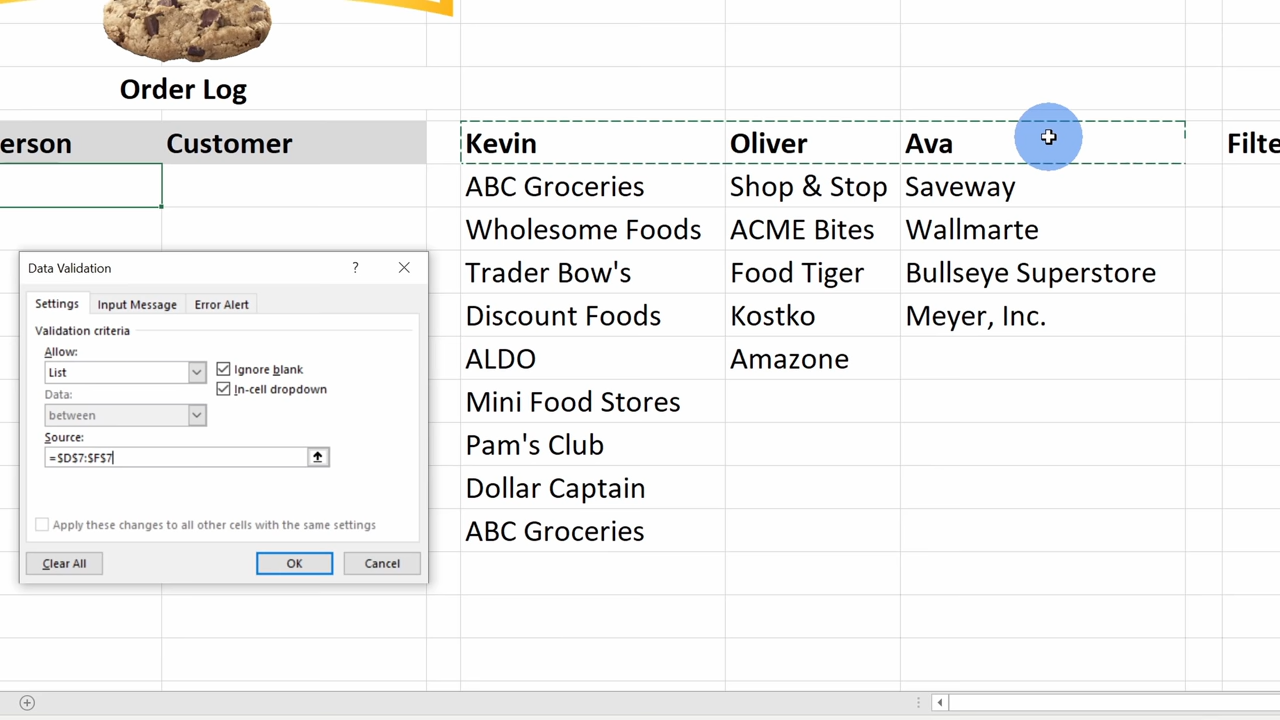 Order Log
erson Customer Kevin Oliver Ava Filte
ABC Groceries Shop & Stop Saveway
Wholesome Foods ACME Bites Wallmarte
Trader Bow's Food Tiger Bullseye Superstore
Discount Foods Kostko Meyer, Inc.
ALDO Amazone
Mini Food Stores
Pam's Club
Dollar Captain
ABC Groceries
Data Validation ?
Settings Input Message Error Alert
Validation criteria
Allow:
List Ignore blank
In-cell dropdown
Data:
between
Source:
=$D$7:$F$7
Apply these changes to all other cells with the same settings
Clear All OK Cancel